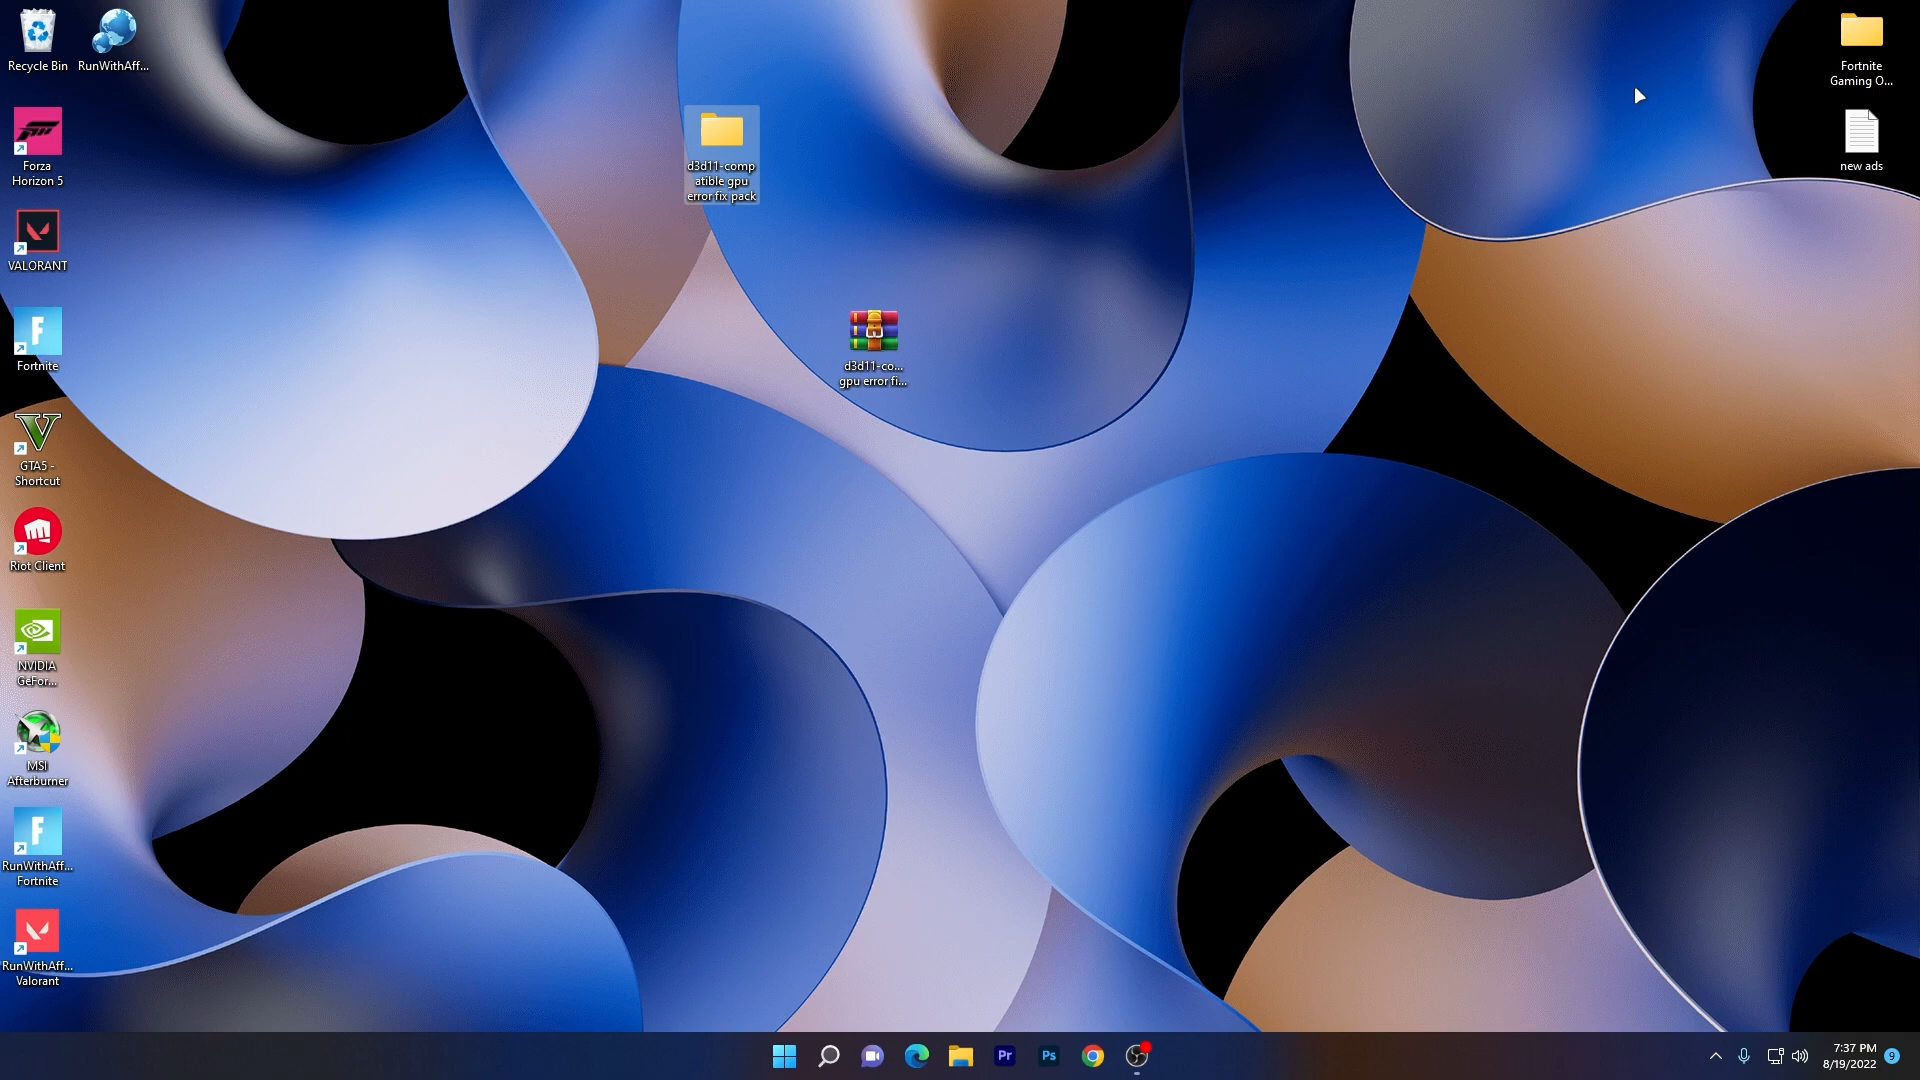 Recycle Bin
RunWithAff...
Forza
Horizon 5
VALORANT
Fortnite
GTA5 -
Shortcut
Riot Client
NVIDIA
GeFor...
MSI
Afterburner
RunWithAff...
Fortnite
RunWithAff...
Valorant
d3d11-comp
atible gpu
error fix pack
d3d11-co...
gpu error fi...
Fortnite
Gaming O...
new ads
Pr
Ps
7:37 PM
8/19/2022
9